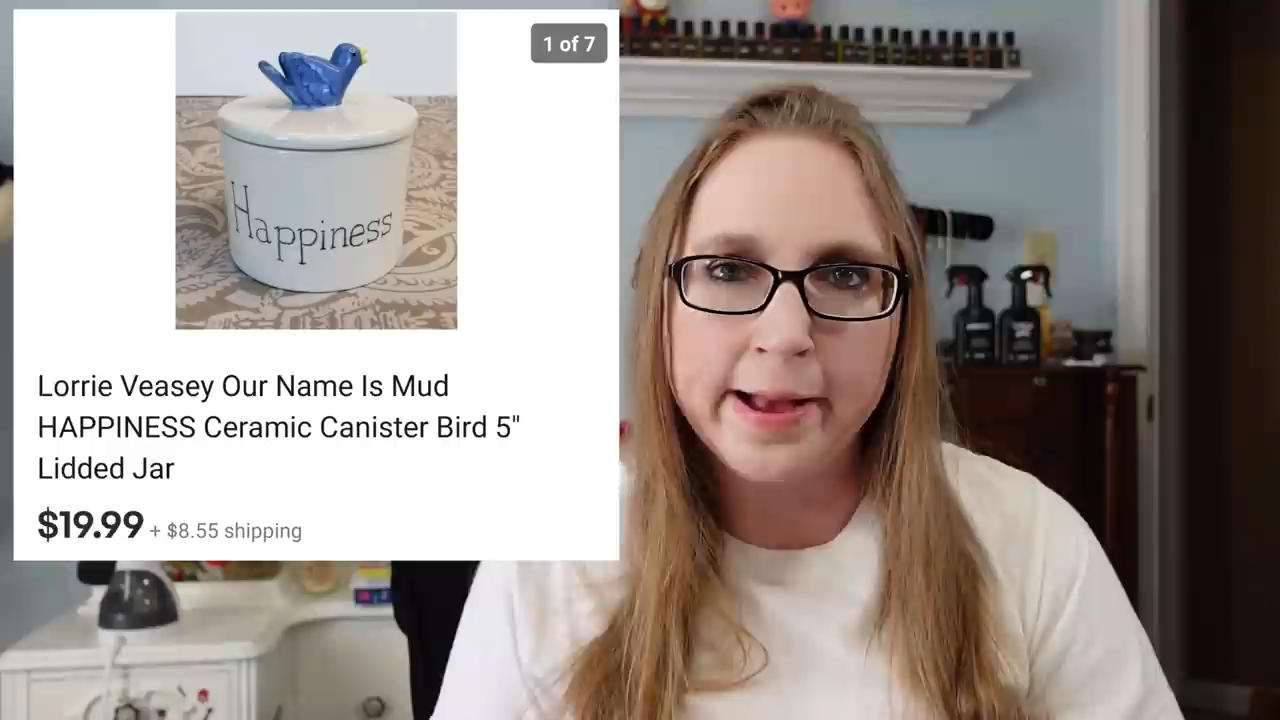 1 of 7
Happiness
Lorrie Veasey Our Name Is Mud
HAPPINESS Ceramic Canister Bird 5"
Lidded Jar
$19.99 + $8.55 shipping